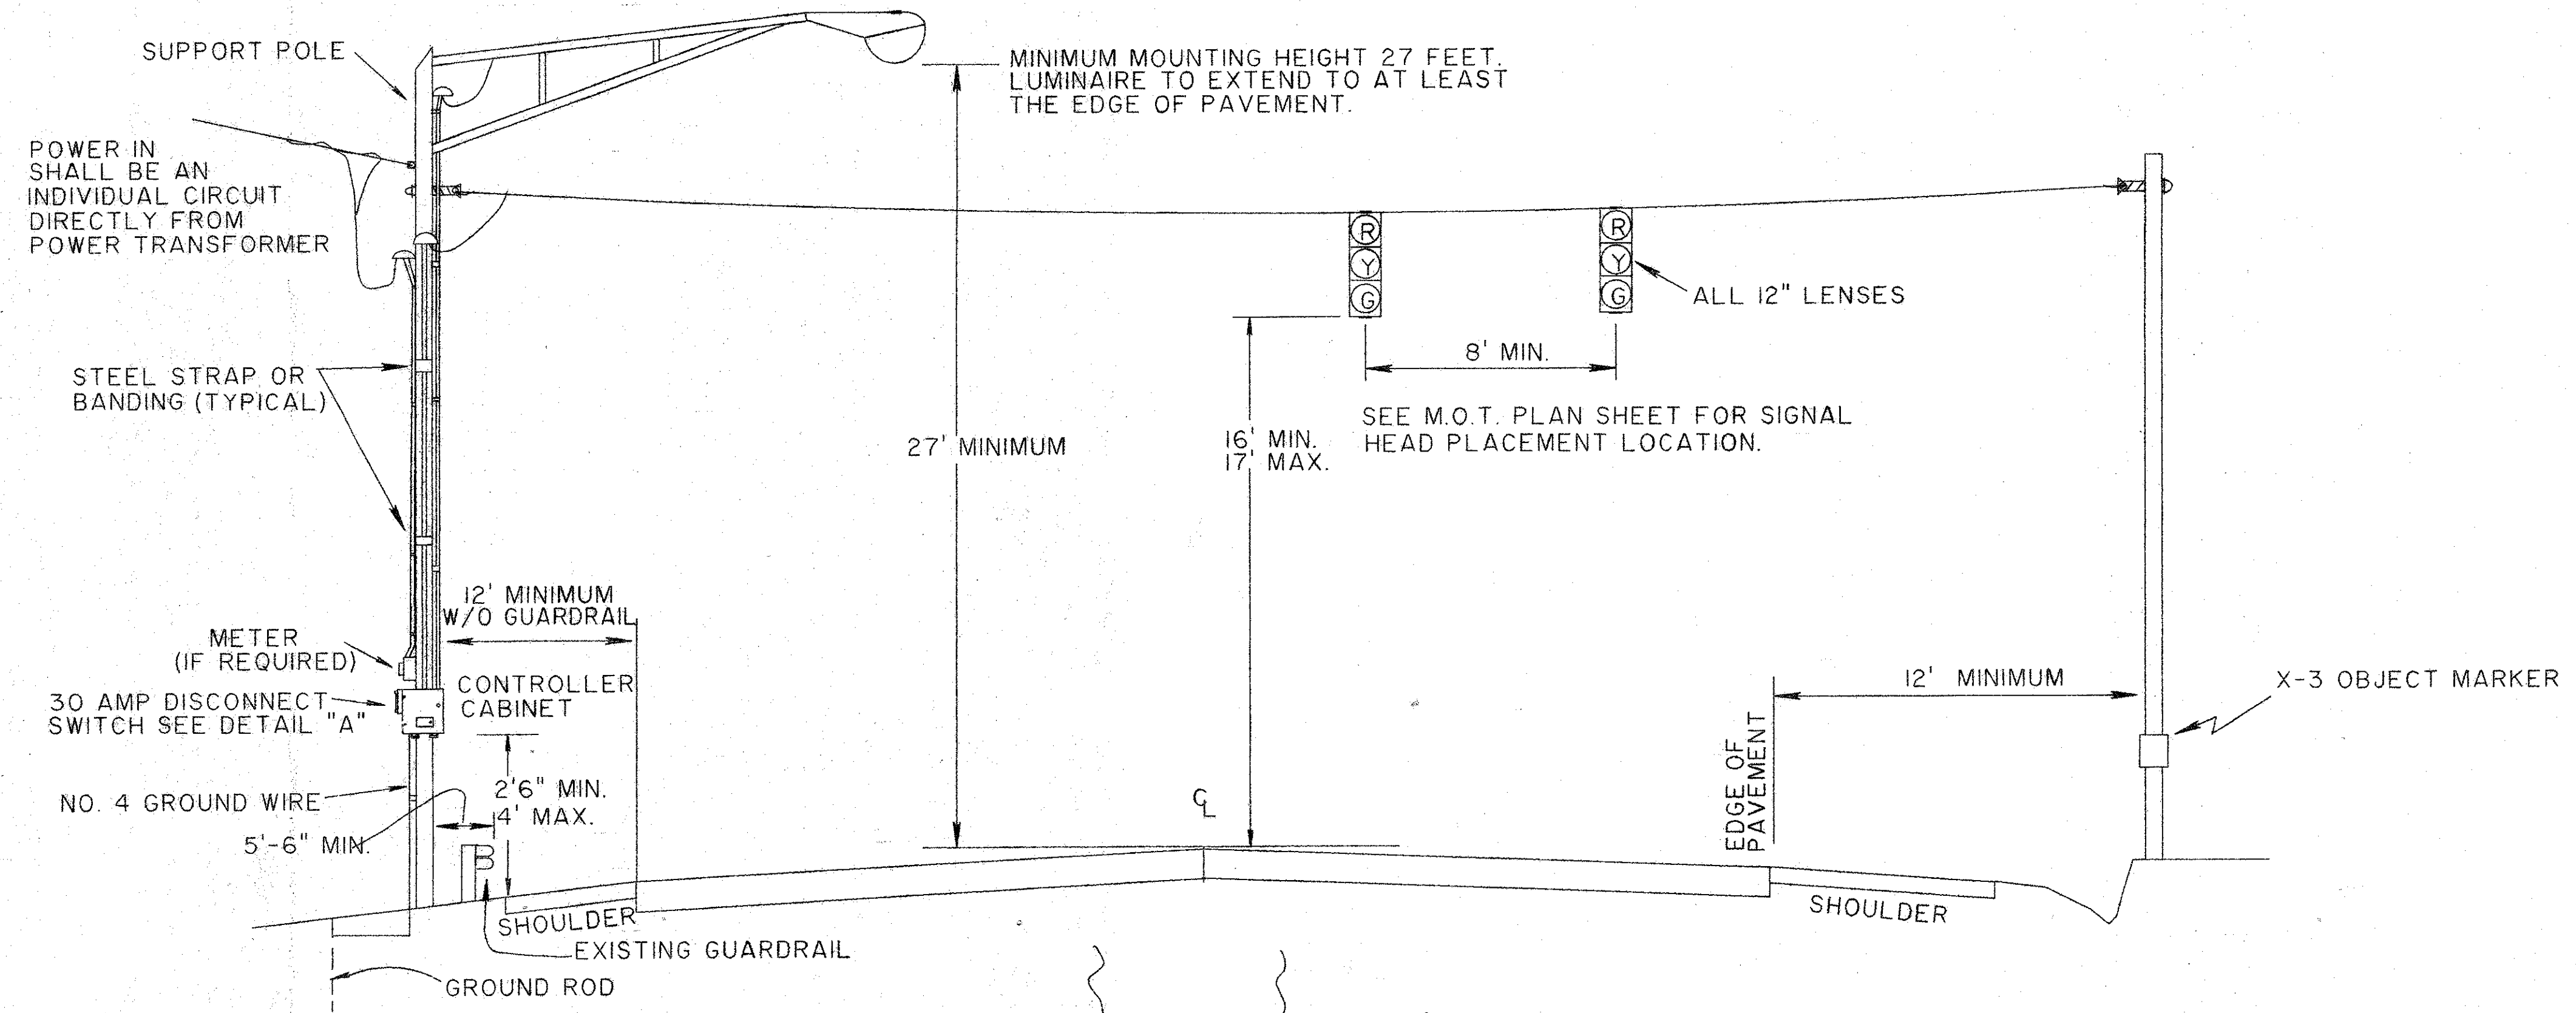 SUPPORT POLE
MINIMUM MOUNTING HEIGHT 27 FEET.
LUMINAIRE TO EXTEND TO AT LEAST
THE EDGE OF PAVEMENT.
POWER IN
SHALL BE AN
INDIVIDUAL CIRCUIT
DIRECTLY FROM
POWER TRANSFORMER
R
Y
G
R
Y
G
ALL 12" LENSES
8' MIN.
STEEL STRAP OR
BANDING (TYPICAL)
27' MINIMUM
16' MIN.
17' MAX.
SEE M.O.T. PLAN SHEET FOR SIGNAL
HEAD PLACEMENT LOCATION.
12' MINIMUM
W/O GUARDRAIL
METER
(IF REQUIRED)
30 AMP DISCONNECT
SWITCH SEE DETAIL "A"
CONTROLLER
CABINET
12' MINIMUM
X-3 OBJECT MARKER
EDGE OF
PAVEMENT
NO. 4 GROUND WIRE
2'6" MIN.
4' MAX.
5'-6" MIN.
CL
SHOULDER
SHOULDER
EXISTING GUARDRAIL
GROUND ROD